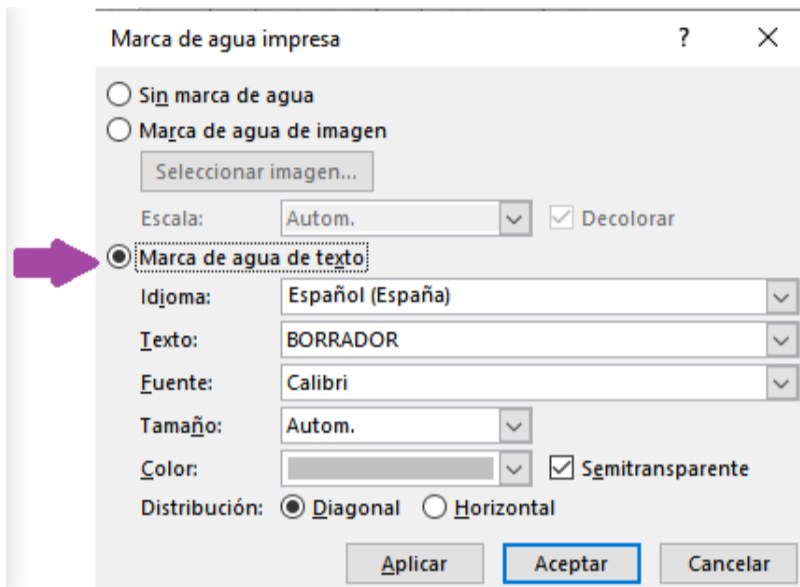 Marca de agua impresa ? X
Sin marca de agua
Marca de agua de imagen
Seleccionar imagen...
Escala: Autom. Decolorar
Marca de agua de texto
Idioma: Español (España)
Texto: BORRADOR
Fuente: Calibri
Tamaño: Autom.
Color: Semitransparente
Distribución: Diagonal Horizontal
Aplicar Aceptar Cancelar